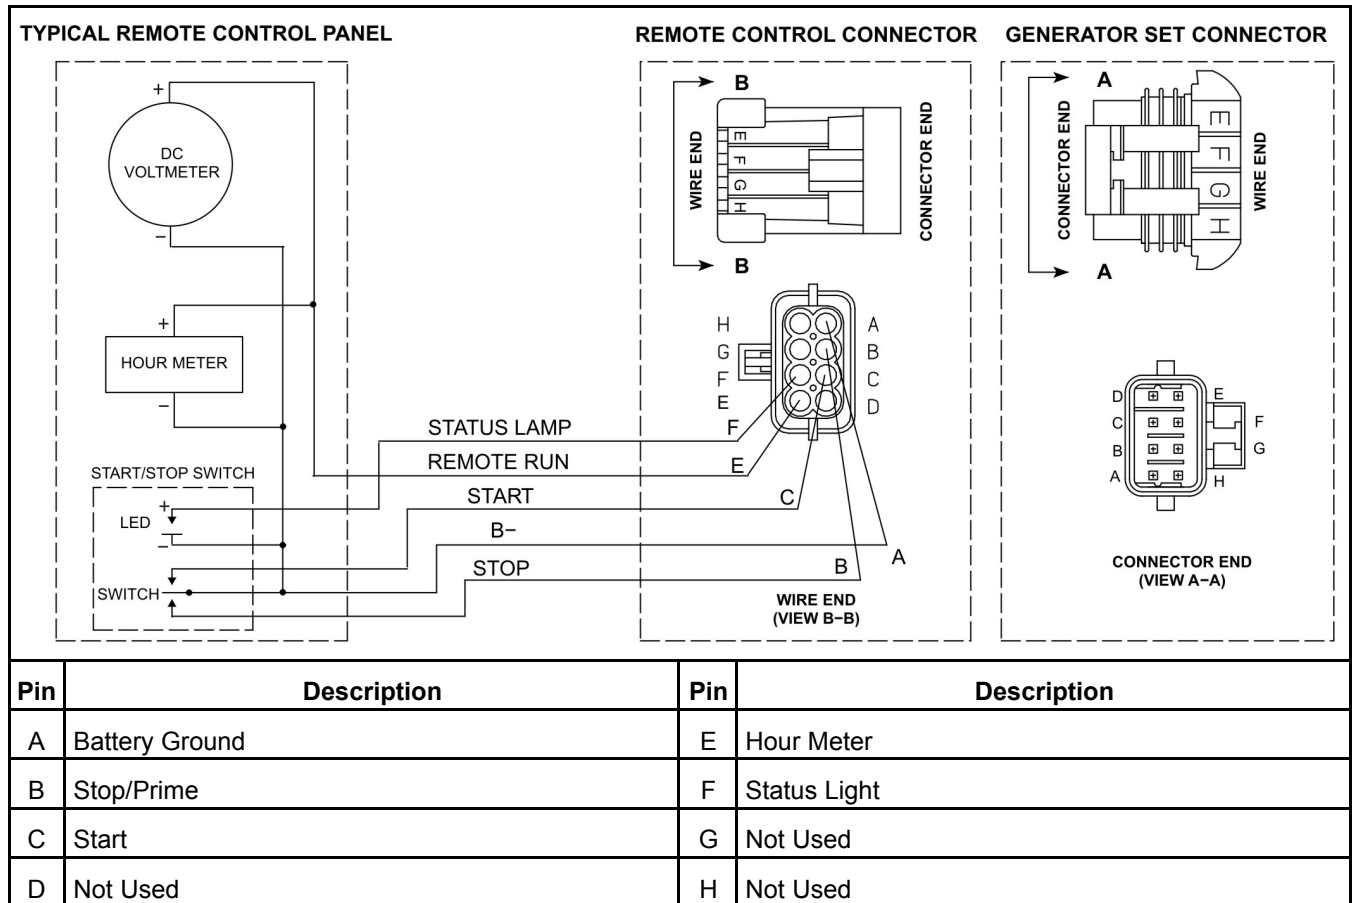 TYPICAL REMOTE CONTROL PANEL
REMOTE CONTROL CONNECTOR
GENERATOR SET CONNECTOR
+
DC
VOLTMETER
−
+
HOUR METER
−
START/STOP SWITCH
+
LED
−
SWITCH
STATUS LAMP
F
REMOTE RUN
E
START
C
B−
A
STOP
B
B
WIRE END
E
F
G
H
CONNECTOR END
B
H
G
F
E
A
B
C
D
WIRE END
(VIEW B−B)
A
CONNECTOR END
E
F
G
H
WIRE END
A
D
C
B
A
E
F
G
H
CONNECTOR END
(VIEW A−A)
Pin Description Pin Description
A Battery Ground E Hour Meter
B Stop/Prime F Status Light
C Start G Not Used
D Not Used H Not Used